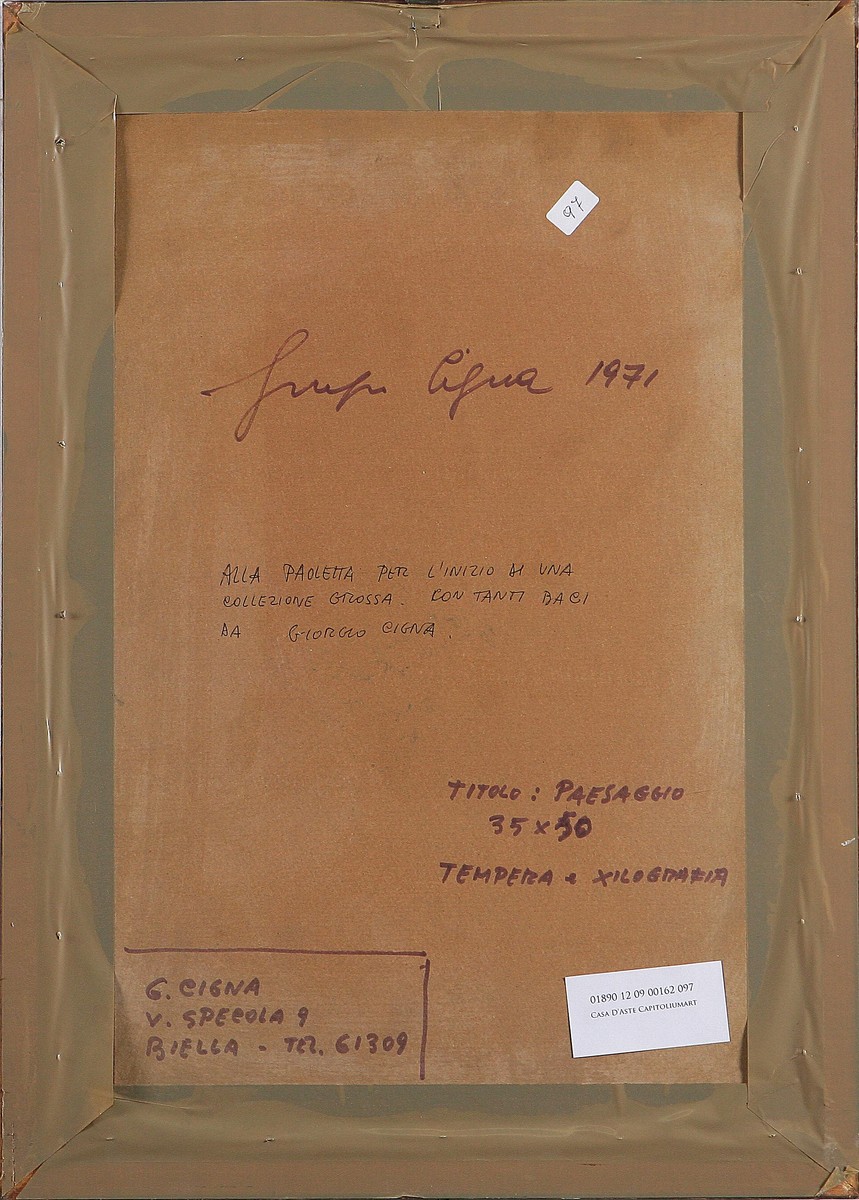 97
Giorgio Cigna 1971
ALLA PAOLETTA PER L'INIZIO DI UNA
COLLEZIONE GROSSA. CON TANTI BACI
DA GIORGIO CIGNA.
TITOLO: PAESAGGIO
35x50
TEMPERA e XILOGRAFIA
G. CIGNA
V. SPECOLA 9
BIELLA - TEL. 61309
01890 12 09 00162 097
CASA D'ASTE CAPITOLIUMART